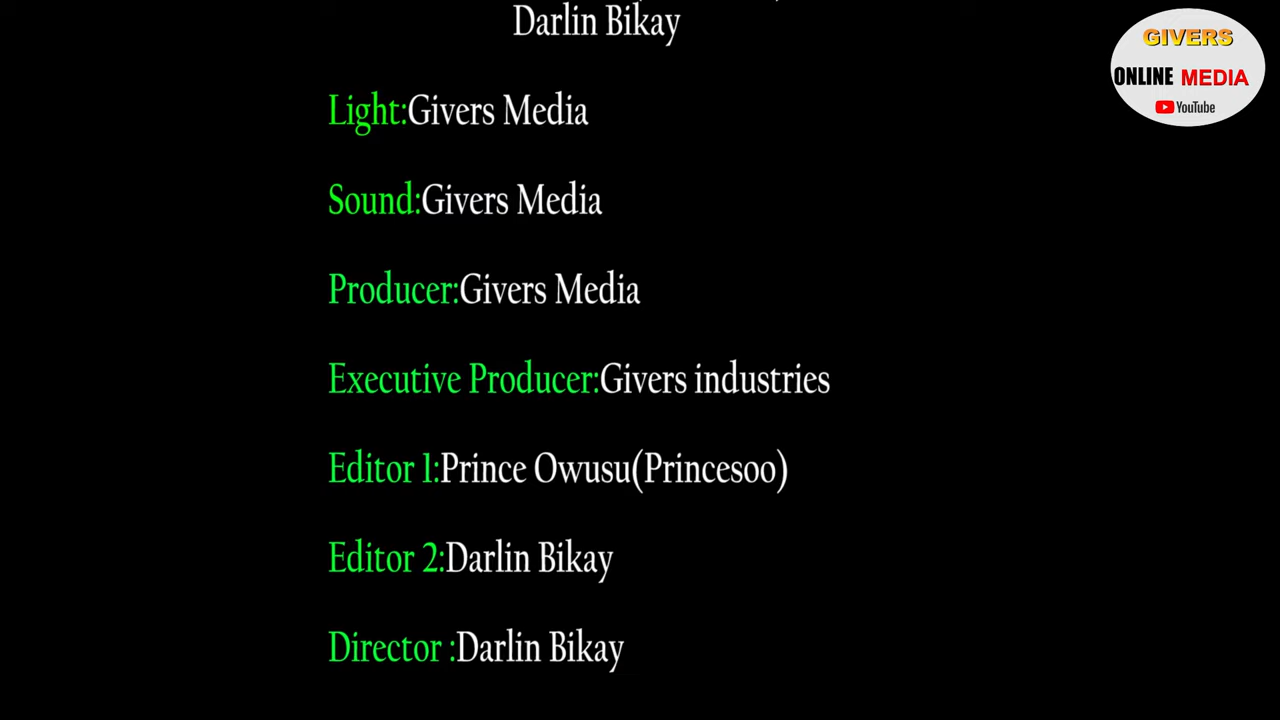 Darlin Bikay
Light:Givers Media
Sound:Givers Media
Producer:Givers Media
Executive Producer:Givers industries
Editor 1:Prince Owusu(Princesoo)
Editor 2:Darlin Bikay
Director :Darlin Bikay
GIVERS
ONLINE MEDIA
YouTube